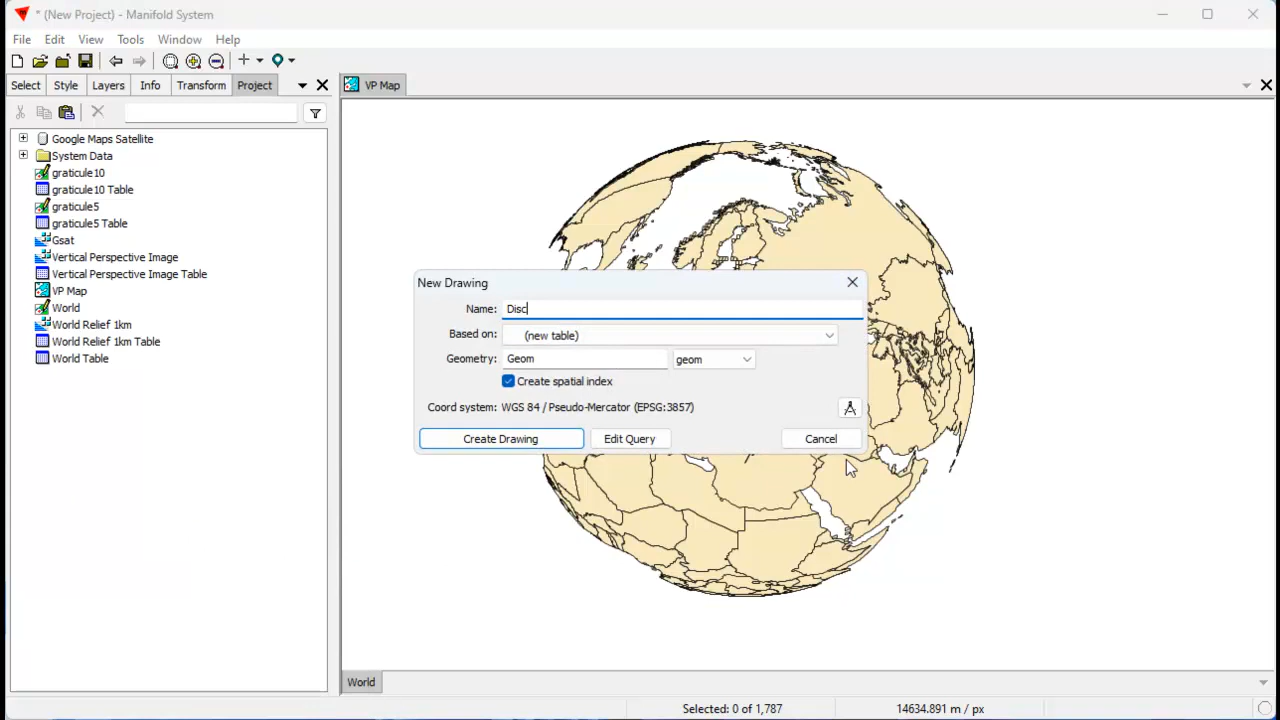 * (New Project) - Manifold System
File Edit View Tools Window Help
Select Style Layers Info Transform Project
VP Map
Google Maps Satellite
System Data
graticule10
graticule10 Table
graticule5
graticule5 Table
Gsat
Vertical Perspective Image
Vertical Perspective Image Table
VP Map
World
World Relief 1km
World Relief 1km Table
World Table
New Drawing
Name: Disc
Based on: (new table)
Geometry: Geom geom
Create spatial index
Coord system: WGS 84 / Pseudo-Mercator (EPSG:3857)
Create Drawing Edit Query Cancel
World
Selected: 0 of 1,787 14634.891 m / px